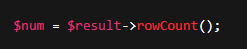 $num = $result->rowCount();